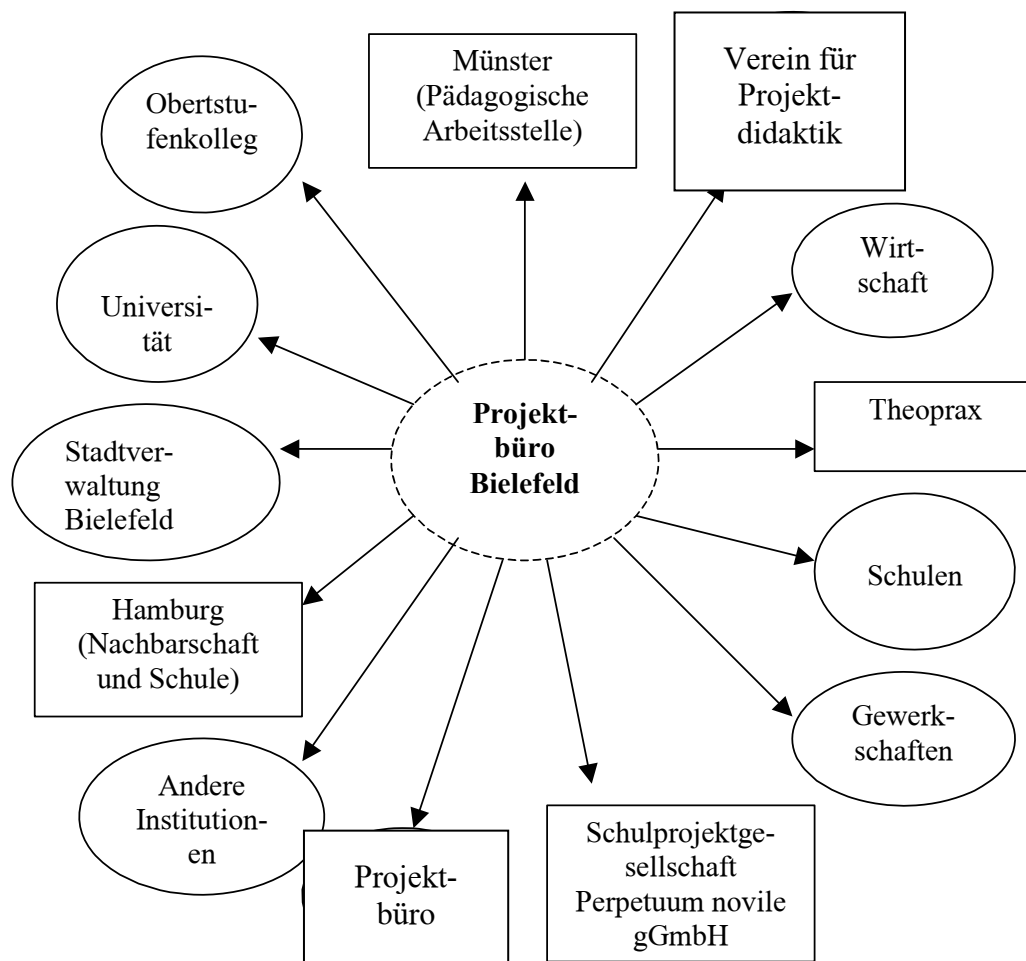 Münster
(Pädagogische
Arbeitsstelle)
Verein für
Projekt-
didaktik
Obertstu-
fenkolleg
Wirt-
schaft
Universi-
tät
Projekt-
büro
Bielefeld
Theoprax
Stadtver-
waltung
Bielefeld
Schulen
Hamburg
(Nachbarschaft
und Schule)
Gewerk-
schaften
Andere
Institution-
en
Projekt-
büro
Schulprojektge-
sellschaft
Perpetuum novile
gGmbH